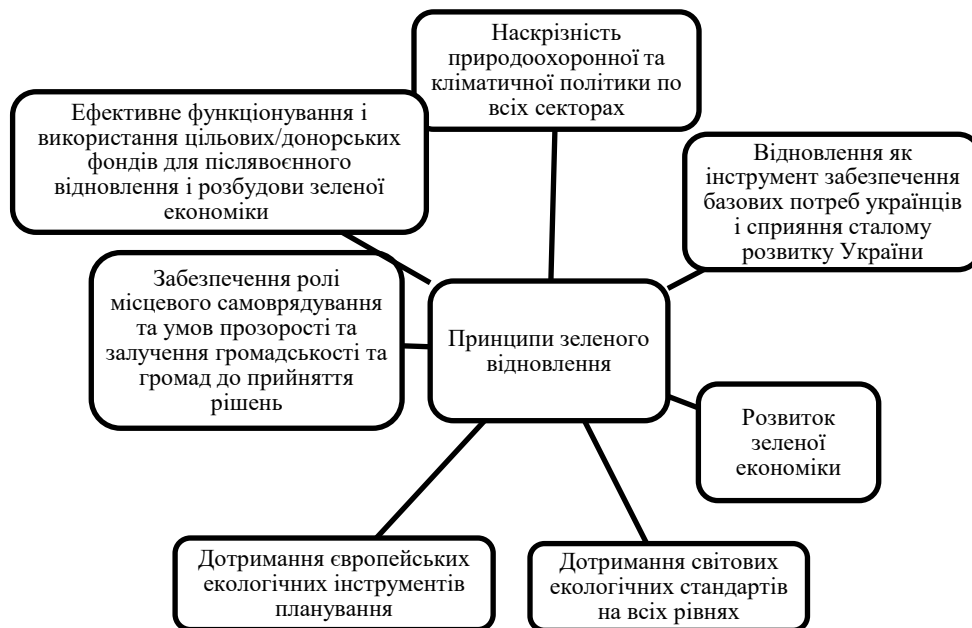 Наскрізність
природоохоронної та
кліматичної політики по
всіх секторах
Ефективне функціонування і
використання цільових/донорських
фондів для післявоєнного
відновлення і розбудови зеленої
економіки
Відновлення як
інструмент забезпечення
базових потреб українців
і сприяння сталому
розвитку України
Забезпечення ролі
місцевого самоврядування
та умов прозорості та
залучення громадськості та
громад до прийняття
рішень
Принципи зеленого
відновлення
Розвиток
зеленої
економіки
Дотримання європейських
екологічних інструментів
планування
Дотримання світових
екологічних стандартів
на всіх рівнях